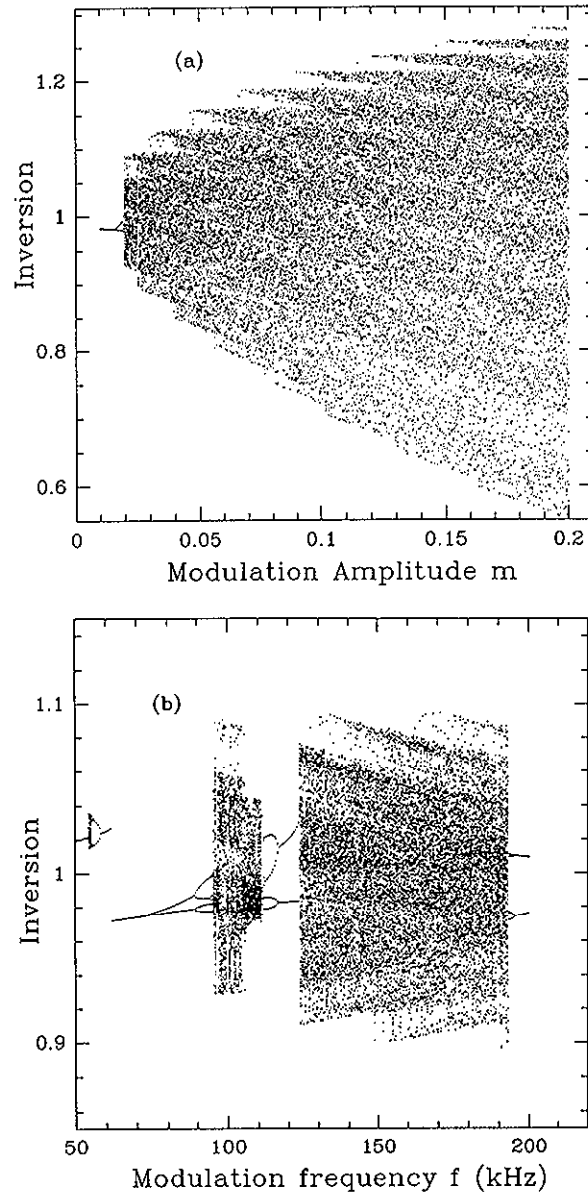 (a)
1.2
1
0.8
0.6
Inversion
0 0.05 0.1 0.15 0.2
Modulation Amplitude m
(b)
1.1
1
0.9
Inversion
50 100 150 200
Modulation frequency f (kHz)